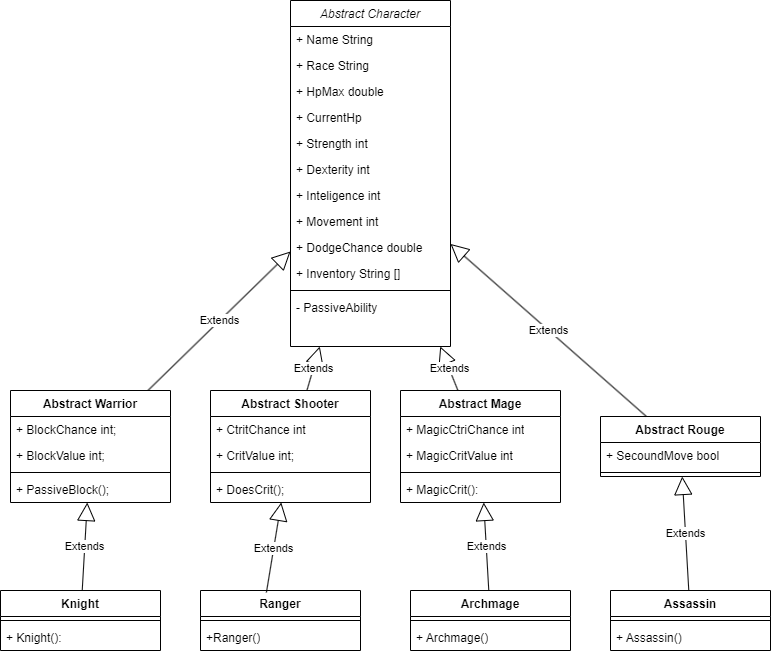 Abstract Character
+ Name String
+ Race String
+ HpMax double
+ CurrentHp
+ Strength int
+ Dexterity int
+ Inteligence int
+ Movement int
+ DodgeChance double
+ Inventory String []
- PassiveAbility
Extends
Extends
Extends
Extends
Abstract Warrior
+ BlockChance int;
+ BlockValue int;
+ PassiveBlock();
Abstract Shooter
+ CtritChance int
+ CritValue int;
+ DoesCrit();
Abstract Mage
+ MagicCtriChance int
+ MagicCritValue int
+ MagicCrit():
Abstract Rouge
+ SecoundMove bool
Extends
Extends
Extends
Extends
Knight
+ Knight():
Ranger
+Ranger()
Archmage
+ Archmage()
Assassin
+ Assassin()